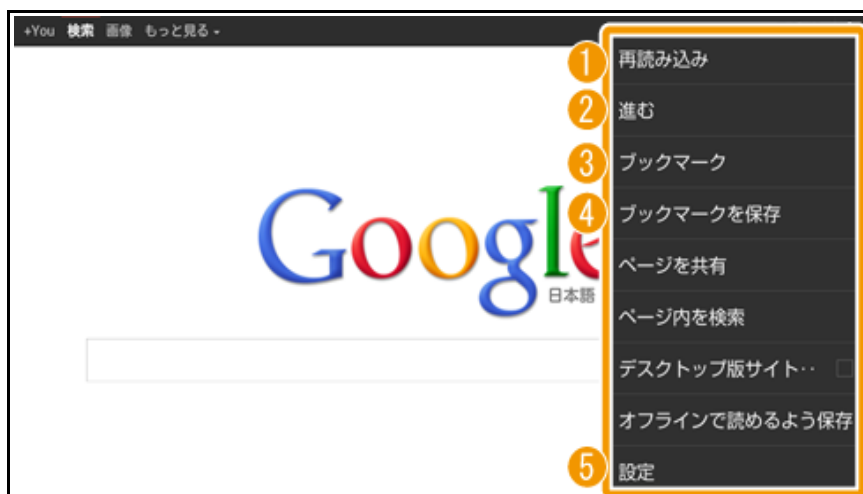 +You 検索 画像 もっと見る
Google
日本語
1 再読み込み
2 進む
3 ブックマーク
4 ブックマークを保存
ページを共有
ページ内を検索
デスクトップ版サイト‥
オフラインで読めるよう保存
5 設定